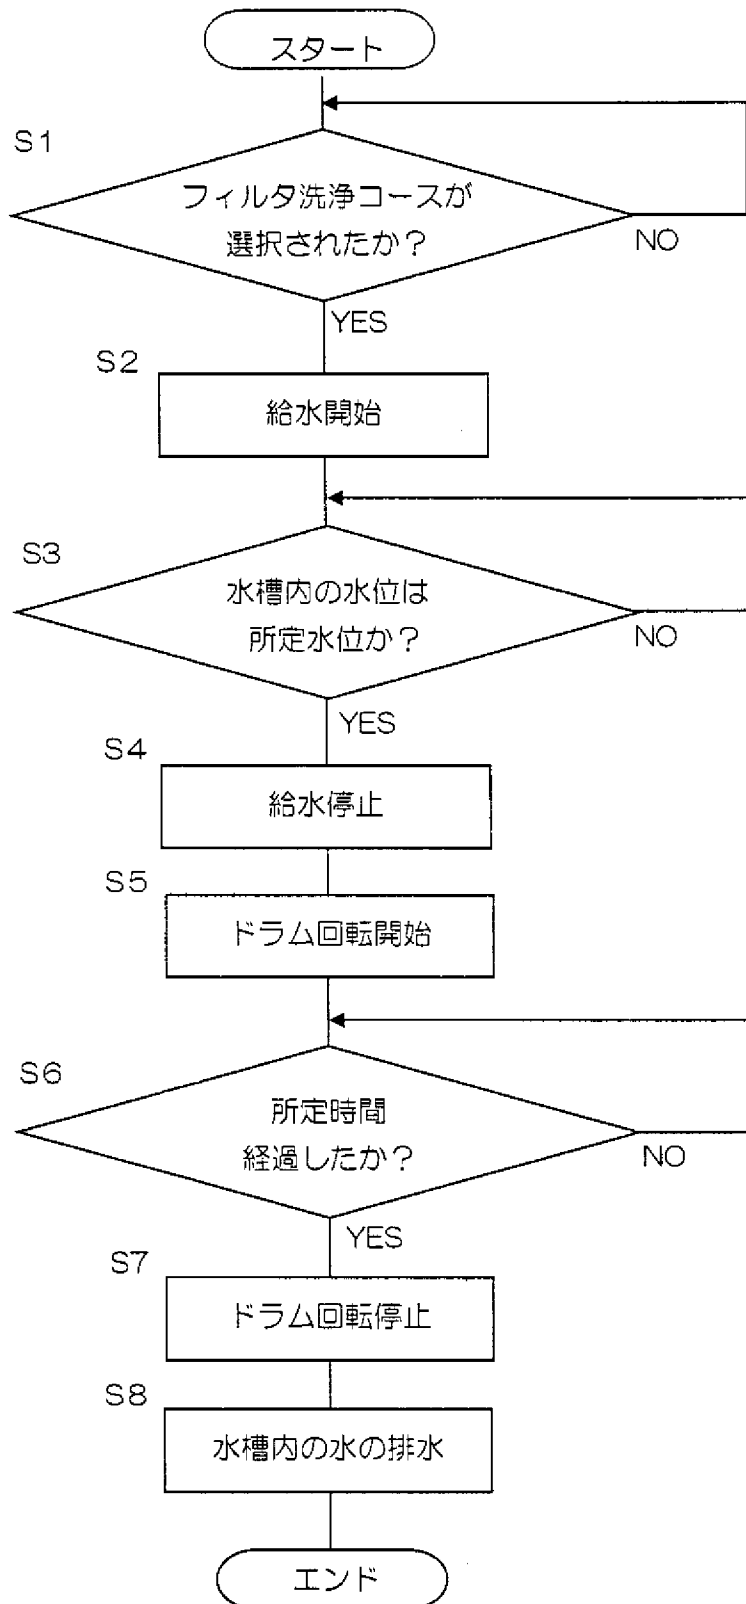 スタート
S1
フィルタ洗浄コースが
選択されたか？
NO
YES
S2
給水開始
S3
水槽内の水位は
所定水位か？
NO
YES
S4
給水停止
S5
ドラム回転開始
S6
所定時間
経過したか？
NO
YES
S7
ドラム回転停止
S8
水槽内の水の排水
エンド